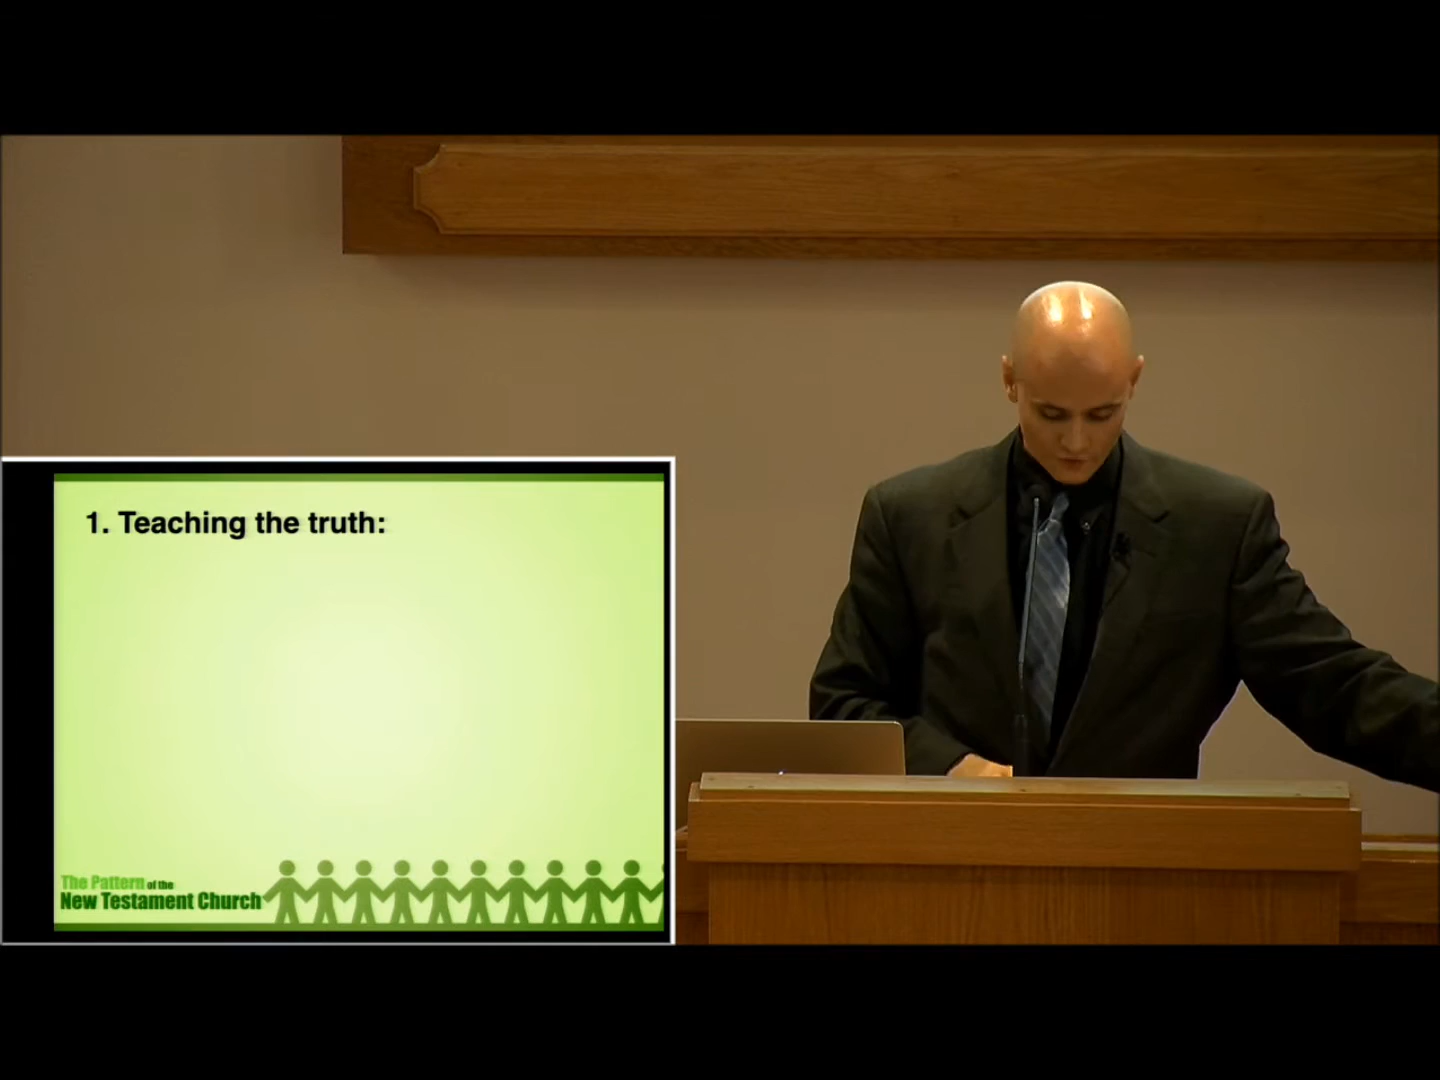 1. Teaching the truth:
The Pattern of the
New Testament Church